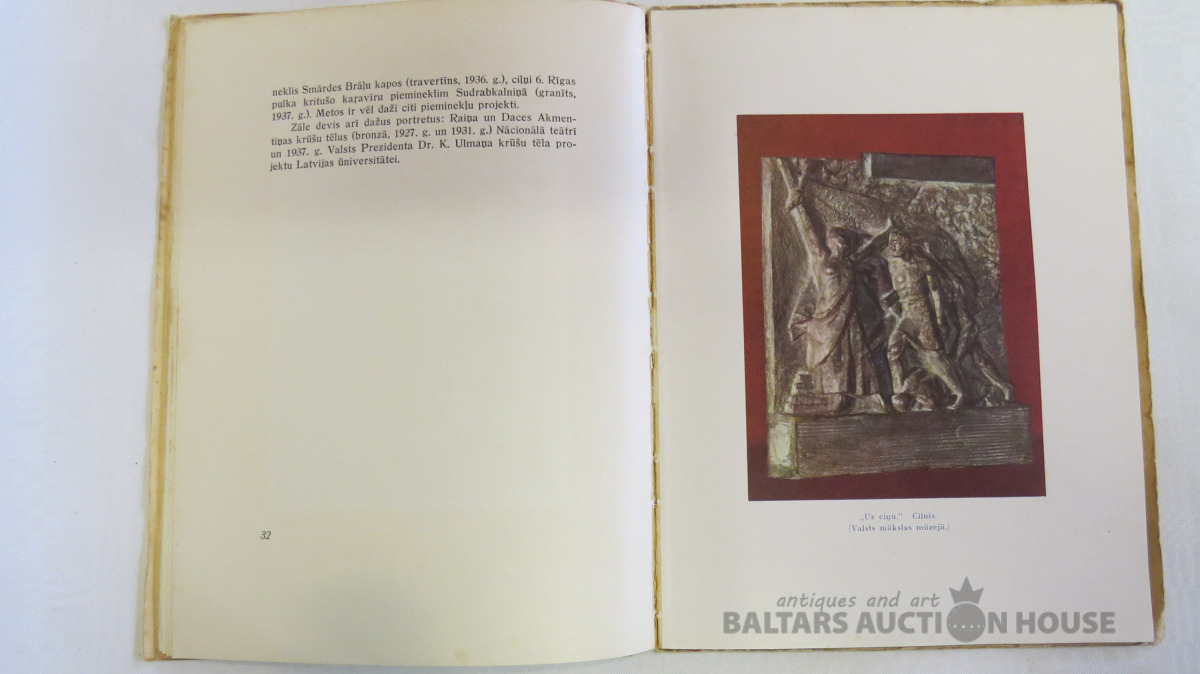 neklis Smārdes Brāļu kapos (travertīns, 1936. g.), ciļņi 6. Rīgas
pulka kritušo kaŗavīru piemineklim Sudrabkalniņā (granīts,
1937. g.). Metos ir vēl daži citi pieminekļu projekti.
Zāle devis arī dažus portretus: Raiņa un Daces Akmen-
tiņas krūšu tēlus (bronzā, 1927. g. un 1931. g.) Nācionālā teātrī
un 1937. g. Valsts Prezidenta Dr. K. Ulmaņa krūšu tēla pro-
jektu Latvijas ūniversitātei.
32
„Uz cīņu.“ Cilnis.
(Valsts mākslas mūzejā.)
antiques and art
BALTARS AUCTION HOUSE